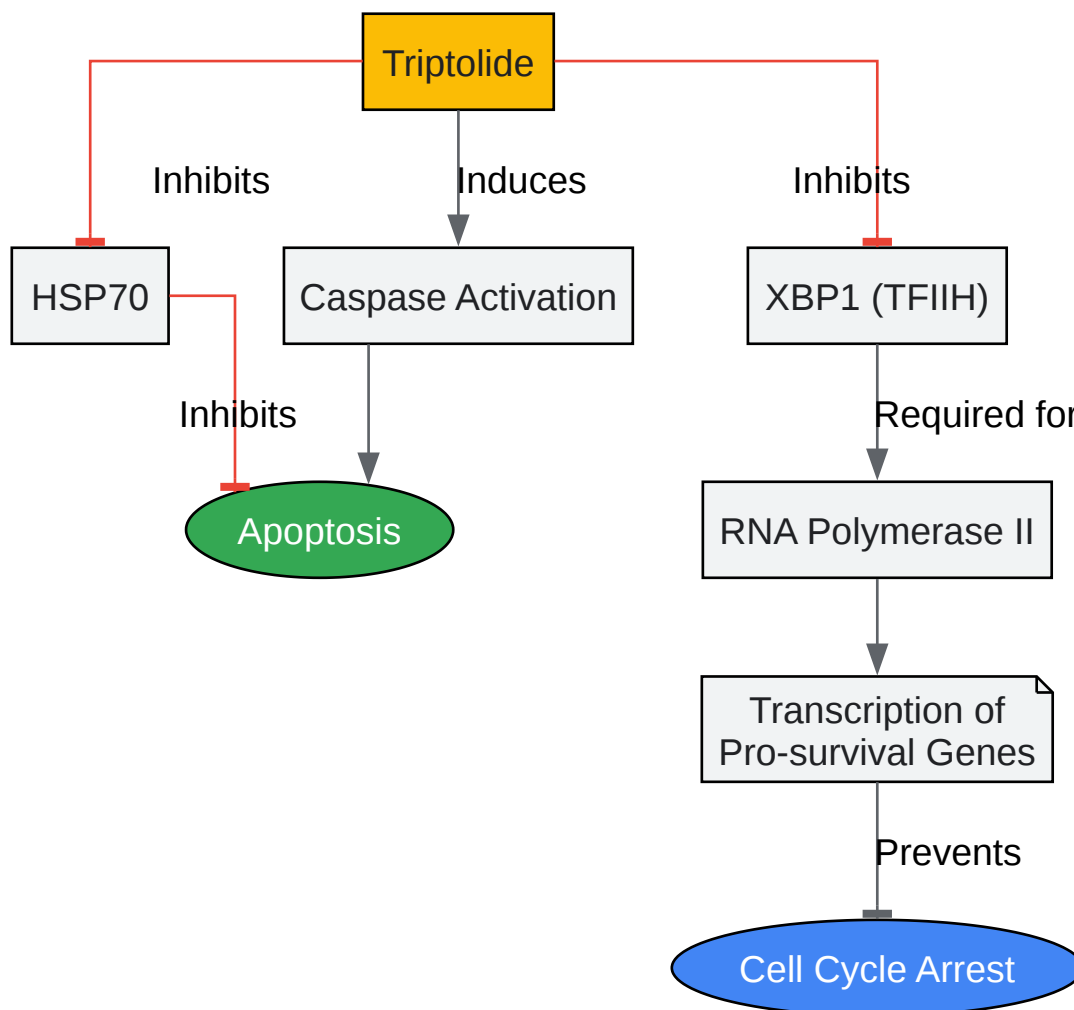 Triptolide
Inhibits
Induces
Inhibits
HSP70
Caspase Activation
XBP1 (TFIIH)
Inhibits
Required for
Apoptosis
RNA Polymerase II
Transcription of
Pro-survival Genes
Prevents
Cell Cycle Arrest